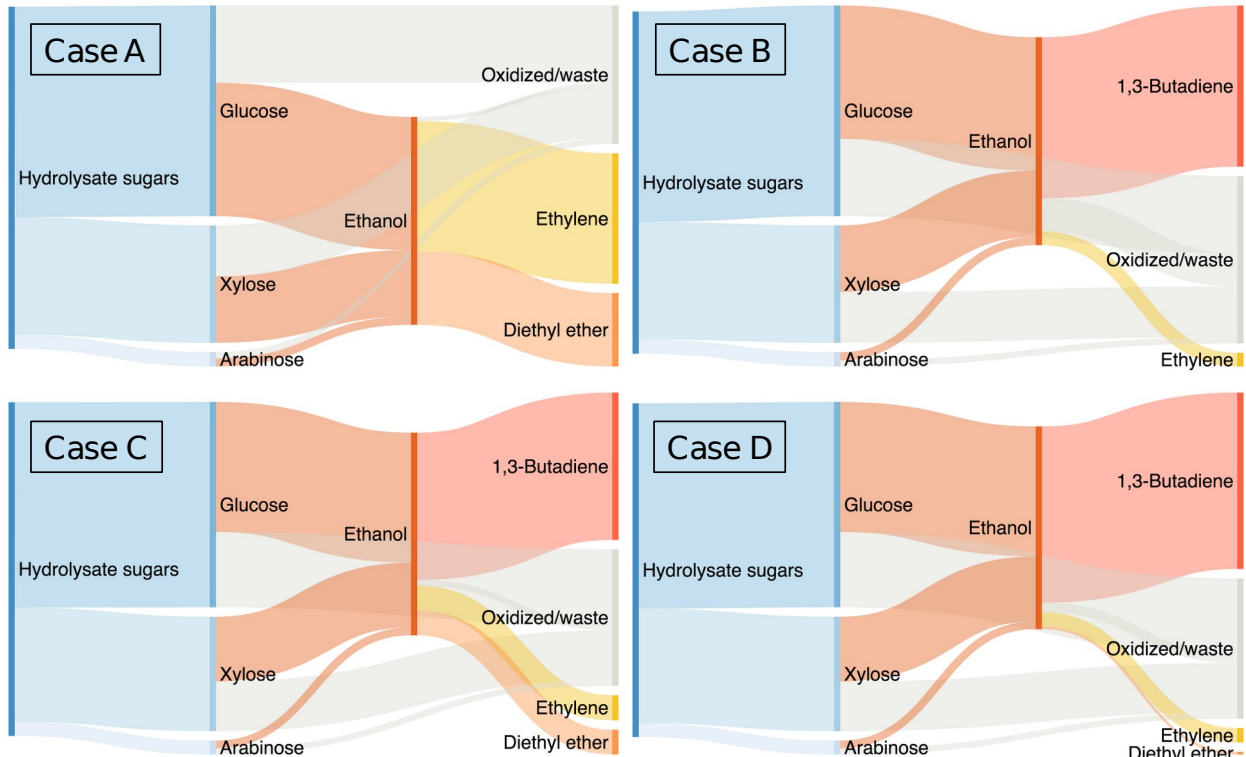 Case A
Oxidized/waste
Glucose
Hydrolysate sugars
Ethanol
Ethylene
Xylose
Diethyl ether
Arabinose
Case B
1,3-Butadiene
Glucose
Ethanol
Hydrolysate sugars
Oxidized/waste
Xylose
Arabinose
Ethylene
Case C
1,3-Butadiene
Glucose
Ethanol
Hydrolysate sugars
Oxidized/waste
Xylose
Ethylene
Diethyl ether
Arabinose
Case D
1,3-Butadiene
Glucose
Ethanol
Hydrolysate sugars
Oxidized/waste
Xylose
Ethylene
Arabinose
Diethyl ether